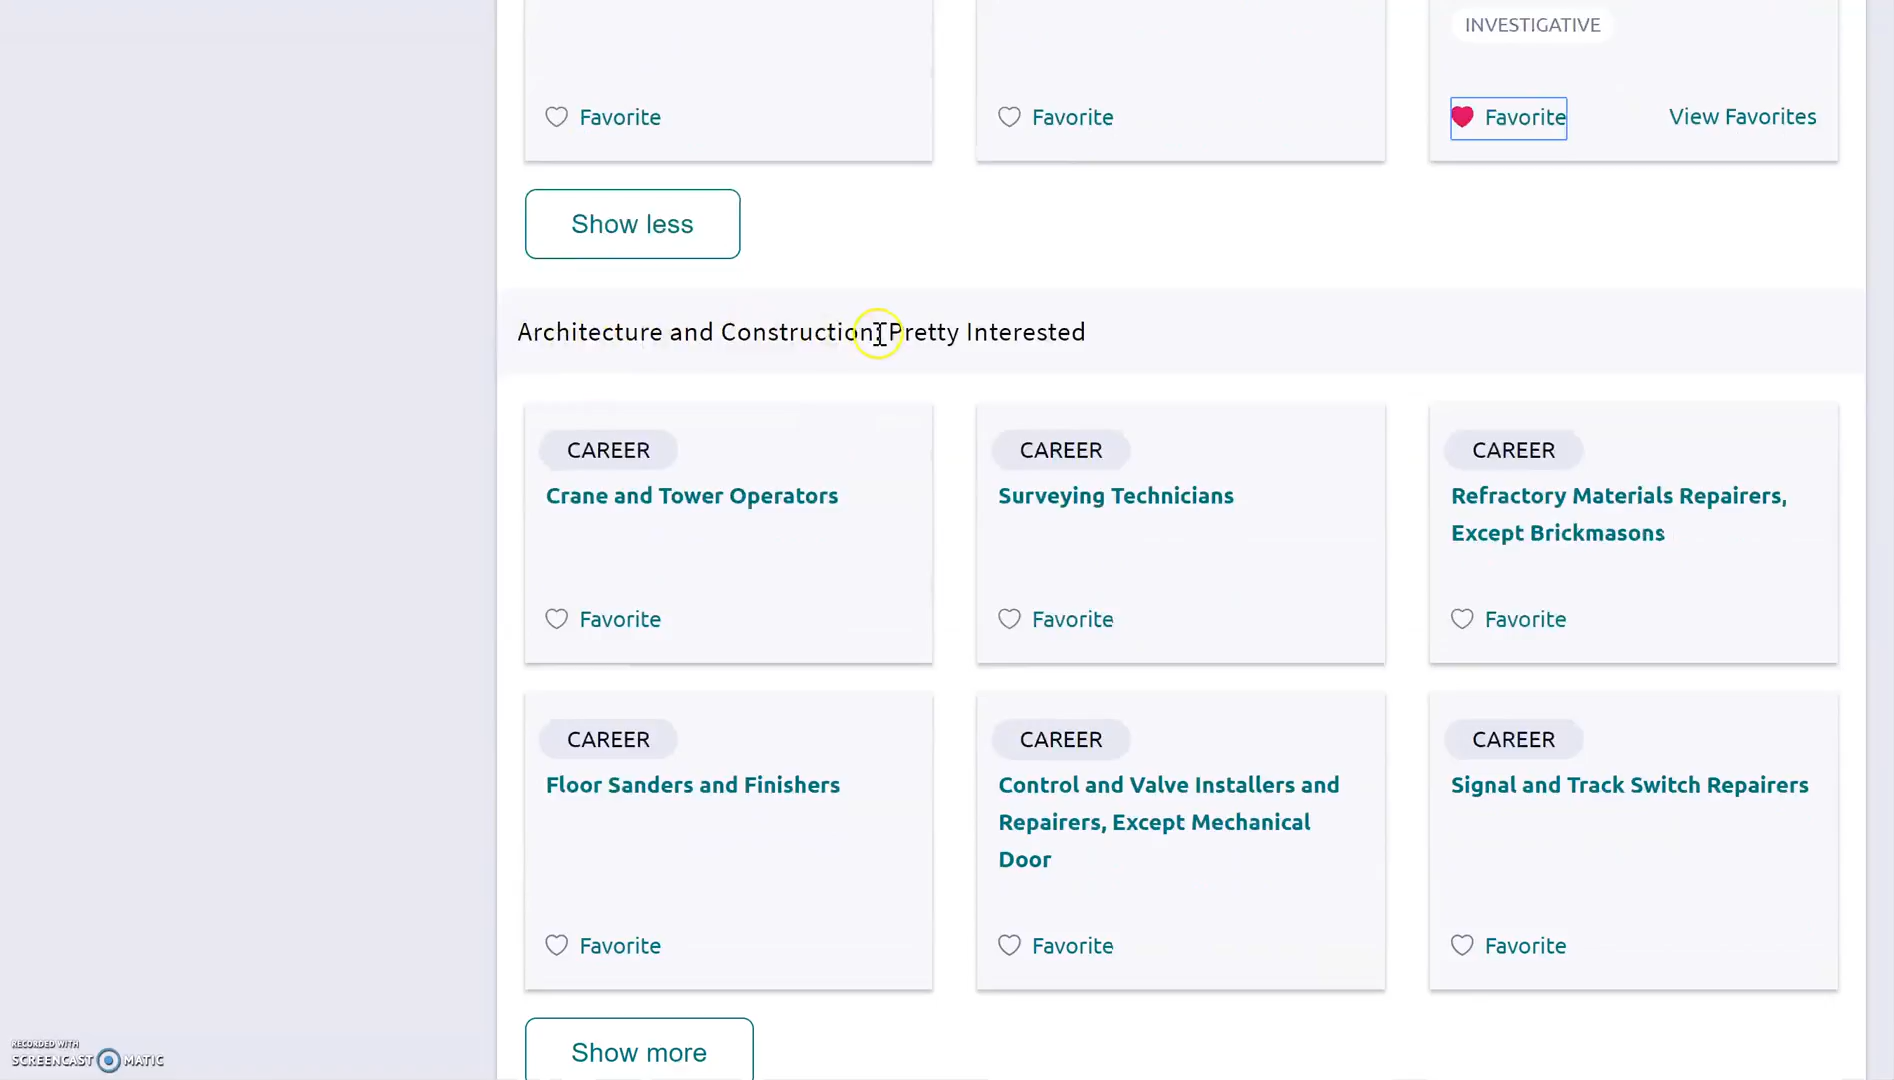 INVESTIGATIVE
Favorite
Favorite
Favorite
View Favorites
Show less
Architecture and Construction: Pretty Interested
CAREER
CAREER
CAREER
Crane and Tower Operators
Surveying Technicians
Refractory Materials Repairers,
Except Brickmasons
Favorite
Favorite
Favorite
CAREER
CAREER
CAREER
Floor Sanders and Finishers
Control and Valve Installers and
Repairers, Except Mechanical
Door
Signal and Track Switch Repairers
Favorite
Favorite
Favorite
Show more
RECORDED WITH
SCREENCAST MATIC